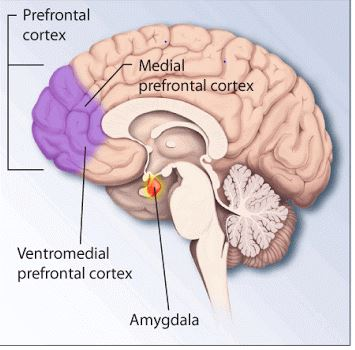 Prefrontal
cortex
Medial
prefrontal cortex
Ventromedial
prefrontal cortex
Amygdala